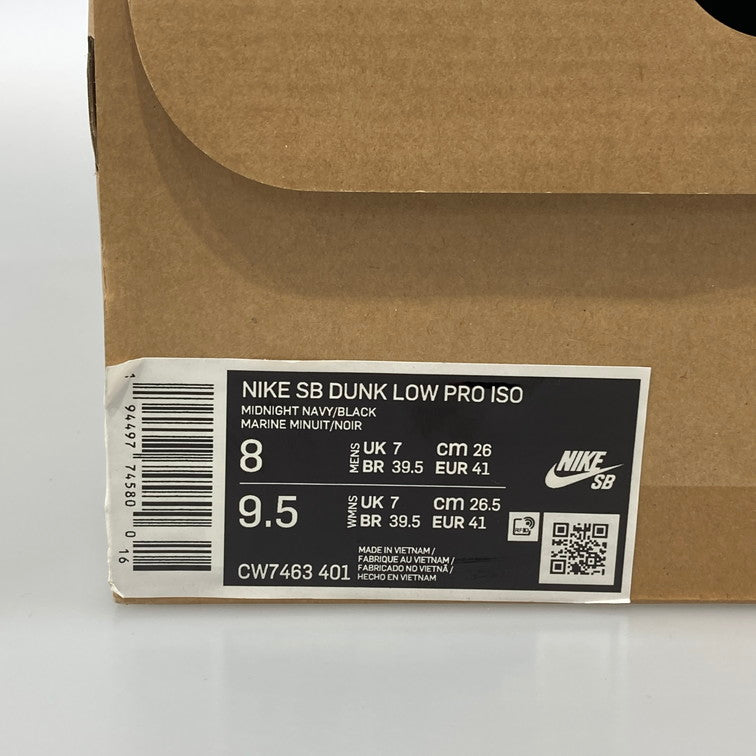 NIKE SB DUNK LOW PRO ISO
MIDNIGHT NAVY/BLACK
MARINE MINUIT/NOIR
8 MENS UK 7 cm 26
BR 39.5 EUR 41
9.5 WMNS UK 7 cm 26.5
BR 39.5 EUR 41
CW7463 401
MADE IN VIETNAM /
FABRIQUE AU VIETNAM /
FABRICADO NO VIETNÃ /
HECHO EN VIETNAM
NIKE
SB
RFID
1 94497 74580 0 16